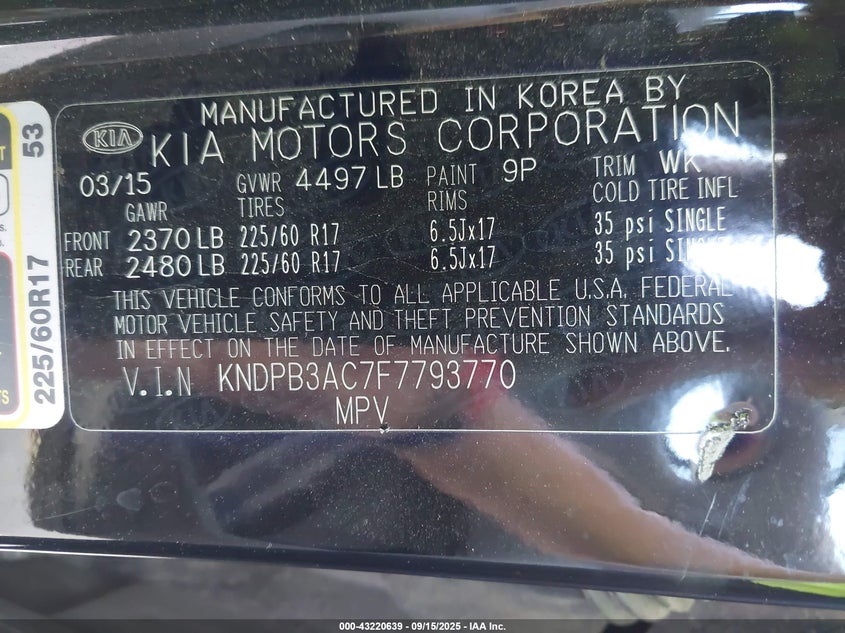 MANUFACTURED IN KOREA BY
KIA KIA MOTORS CORPORATION
03/15 GVWR 4497 LB PAINT 9P TRIM WK
GAWR TIRES RIMS COLD TIRE INFL
FRONT 2370 LB 225/60 R17 6.5Jx17 35 psi SINGLE
REAR 2480 LB 225/60 R17 6.5Jx17 35 psi SINGLE
THIS VEHICLE CONFORMS TO ALL APPLICABLE U.S.A. FEDERAL
MOTOR VEHICLE SAFETY AND THEFT PREVENTION STANDARDS
IN EFFECT ON THE DATE OF MANUFACTURE SHOWN ABOVE.
V.I.N KNDPB3AC7F7793770
MPV
53
225/60R17
000-43220639 - 09/15/2025 - IAA Inc.